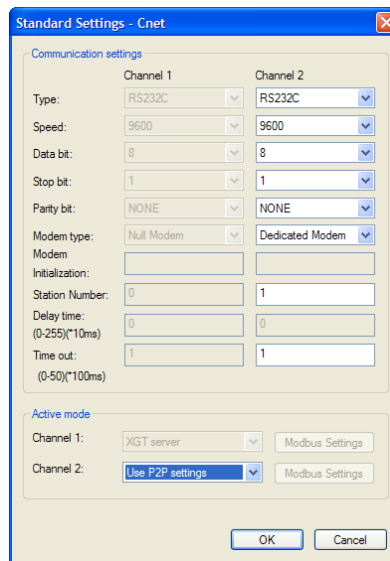 Standard Settings - Cnet
Communication settings
Channel 1 Channel 2
Type: RS232C RS232C
Speed: 9600 9600
Data bit: 8 8
Stop bit: 1 1
Parity bit: NONE NONE
Modem type: Null Modem Dedicated Modem
Modem
Initialization:
Station Number: 0 1
Delay time: 0 0
(0-255)(*10ms)
Time out: 1 1
(0-50)(*100ms)
Active mode
Channel 1: XGT server Modbus Settings
Channel 2: Use P2P settings Modbus Settings
OK Cancel